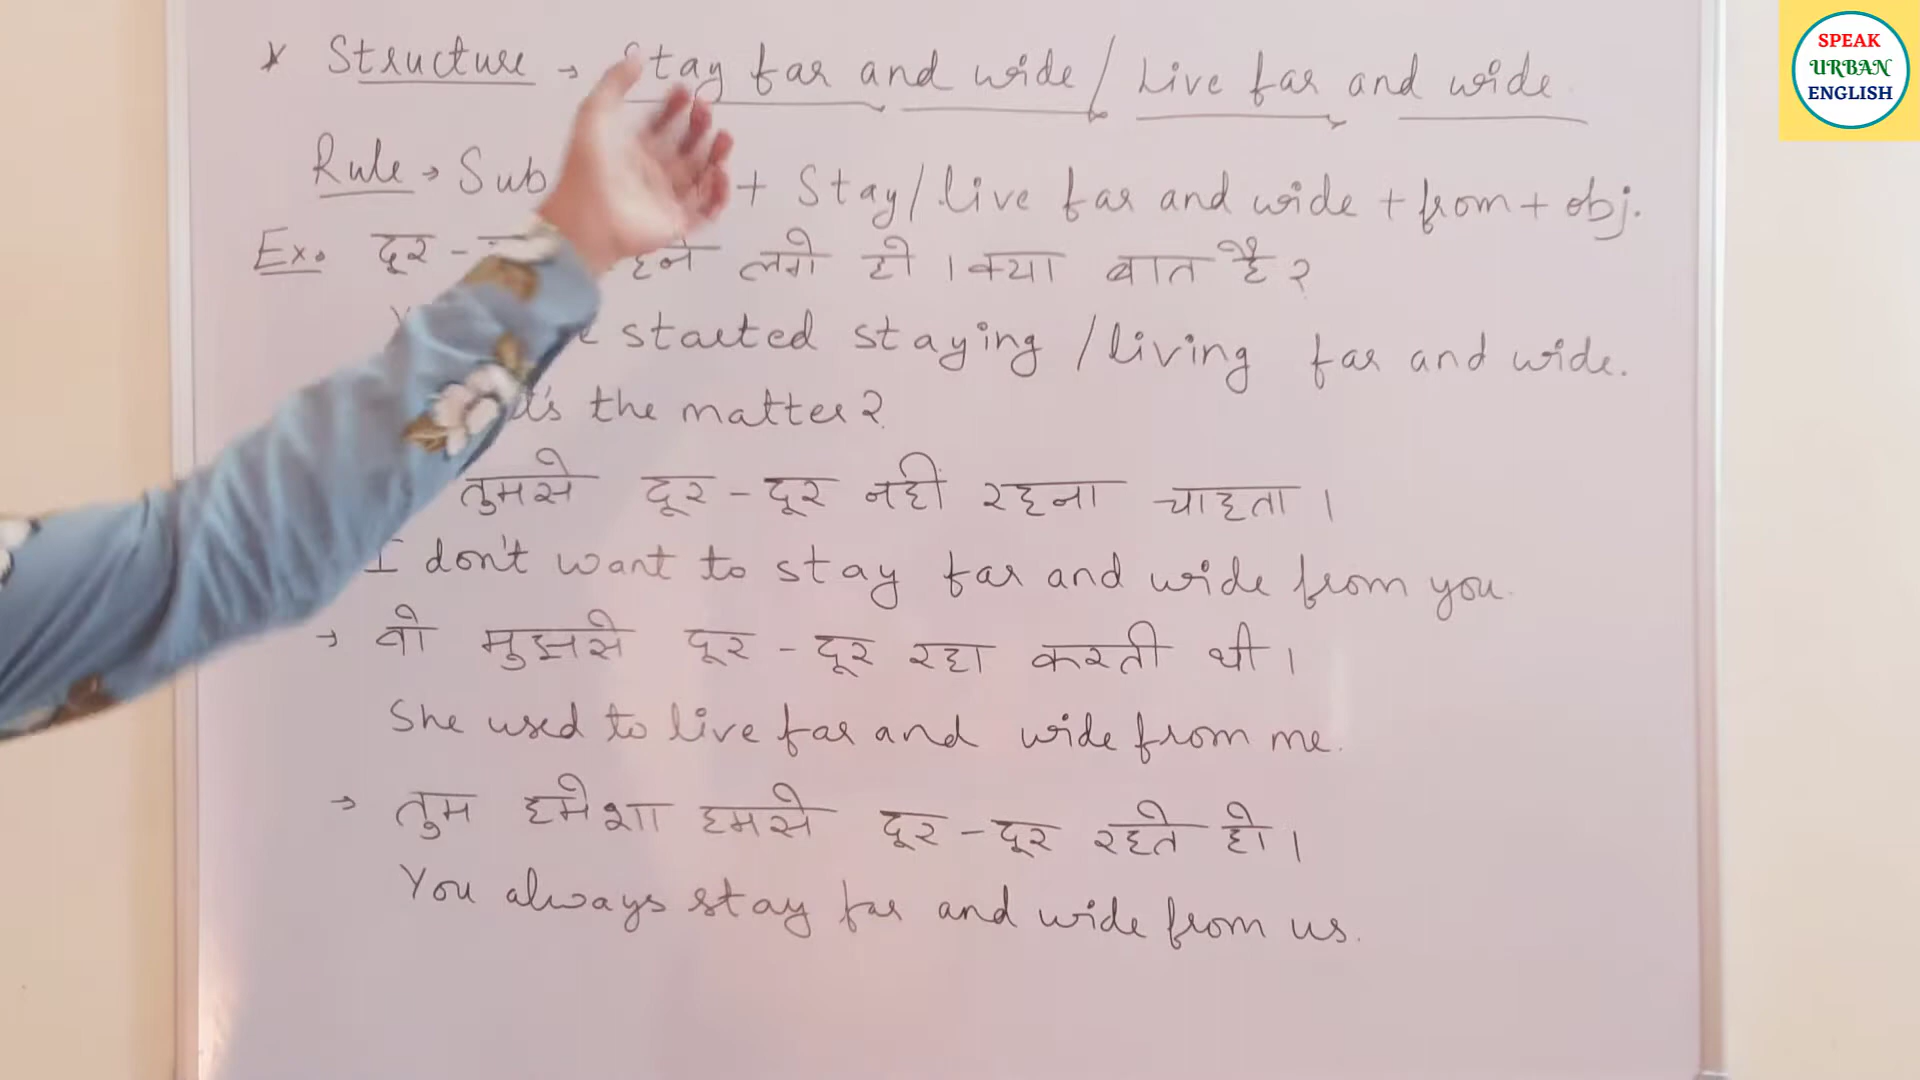 * Structure → Stay far and wide / Live far and wide
SPEAK
URBAN
ENGLISH
Rule → Sub + Stay/live far and wide + from + obj.
Ex. दूर - लगे हो । क्या बात है ?
started staying /living far and wide.
the matter ?
तुमसे दूर - दूर नहीं रहना चाहता ।
I don't want to stay far and wide from you.
→ वो मुझसे दूर - दूर रहा करती थी ।
She used to live far and wide from me.
→ तुम हमेशा हमसे दूर - दूर रहते हो ।
You always stay far and wide from us.